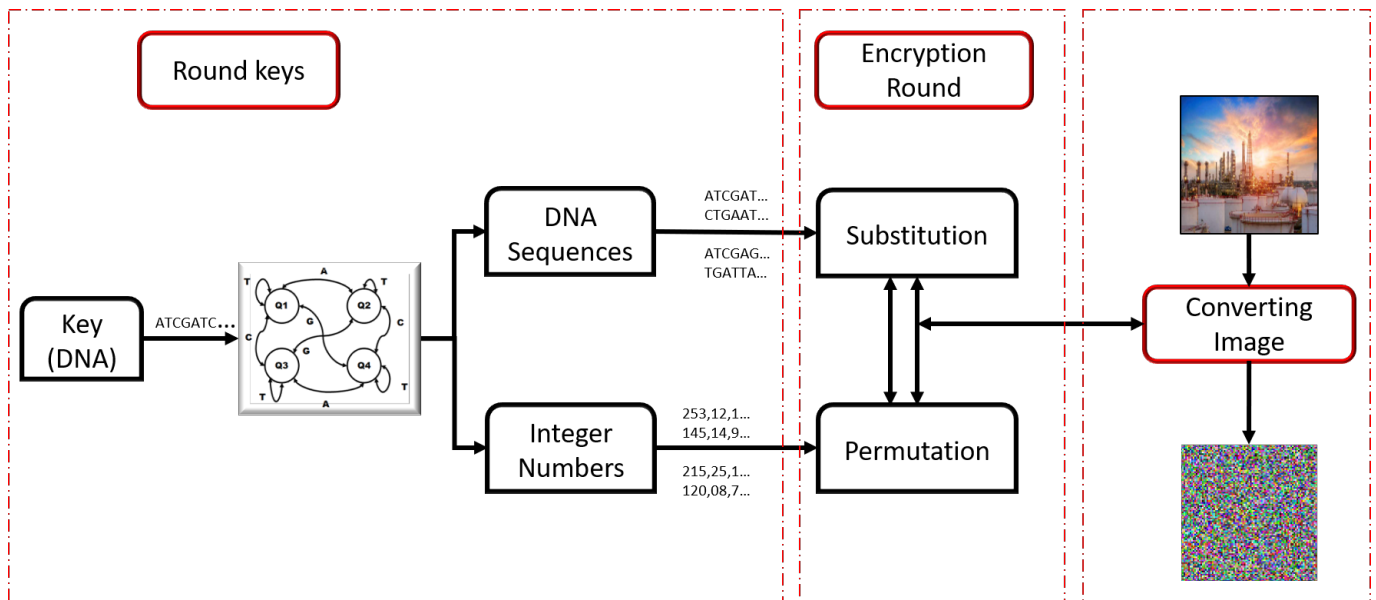 Round keys
Encryption
Round
DNA
Sequences
ATCGAT...
CTGAAT...
ATCGAG...
TGATTA...
Substitution
Key
(DNA)
ATCGATC...
A
T
Q1
Q2
T
C
G
C
G
Q3
Q4
T
T
A
Converting
Image
Integer
Numbers
253,12,1...
145,14,9...
215,25,1...
120,08,7...
Permutation